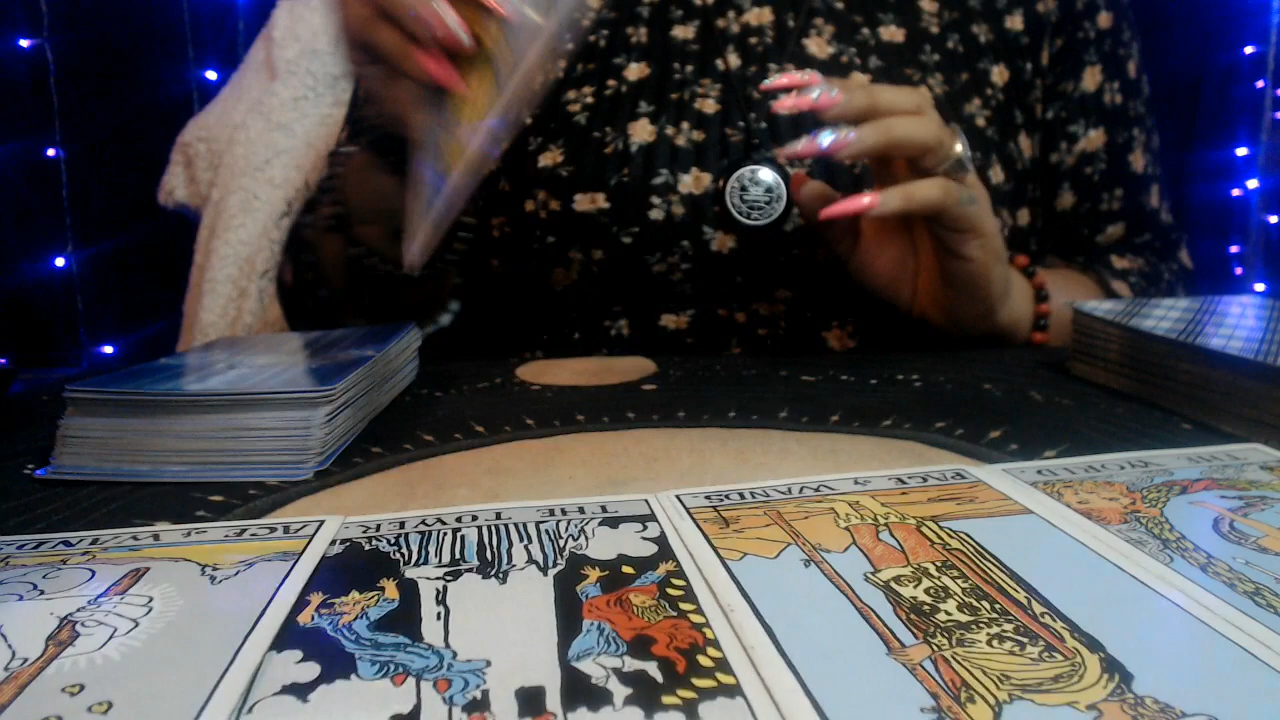 ACE of WANDS.
THE TOWER.
PAGE of WANDS.
THE WORLD.